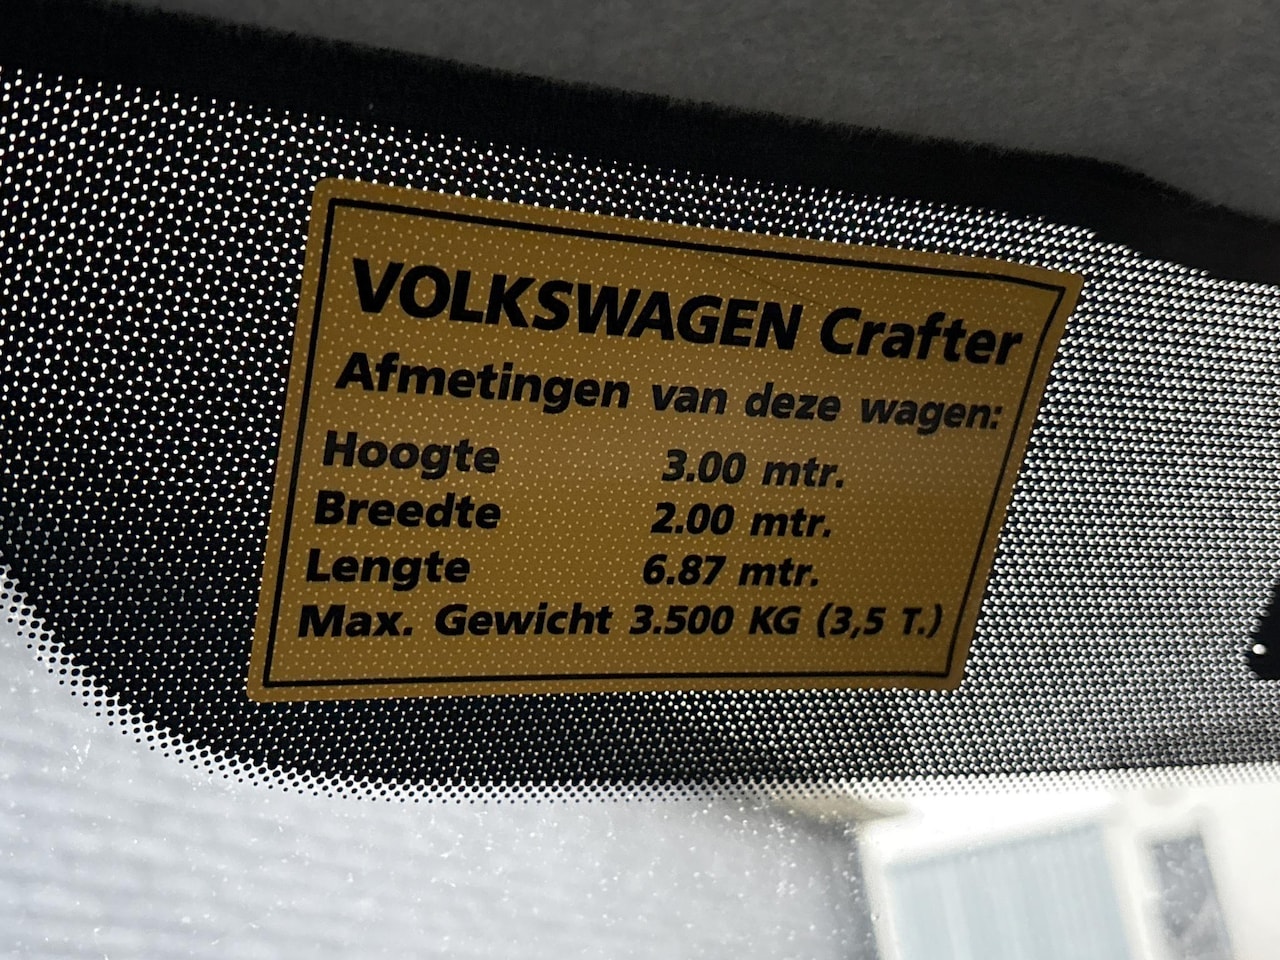 VOLKSWAGEN Crafter
Afmetingen van deze wagen:
Hoogte 3.00 mtr.
Breedte 2.00 mtr.
Lengte 6.87 mtr.
Max. Gewicht 3.500 KG (3,5 T.)